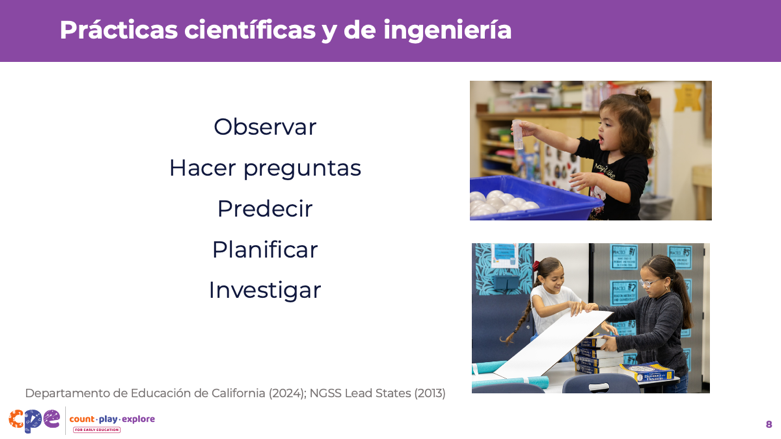 Prácticas científicas y de ingeniería
Observar
Hacer preguntas
Predecir
Planificar
Investigar
Departamento de Educación de California (2024); NGSS Lead States (2013)
cpe
count·play·explore
FOR EARLY EDUCATION
8